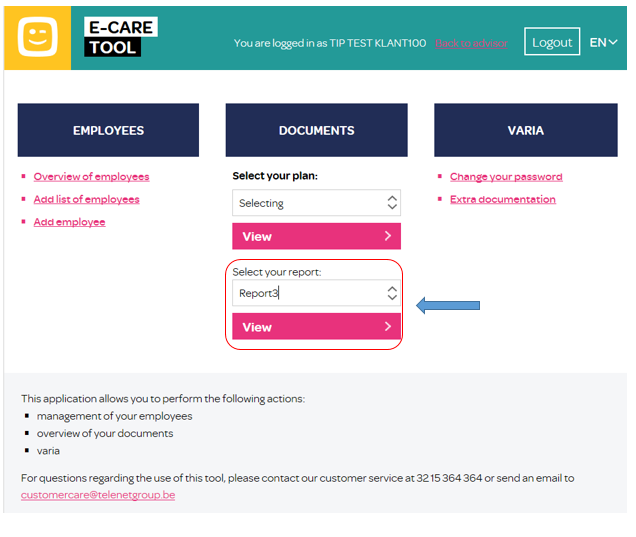 E-CARE
TOOL
You are logged in as TIP TEST KLANT100 Back to adviser Logout EN
EMPLOYEES
Overview of employees
Add list of employees
Add employee
DOCUMENTS
Select your plan:
Selecting
View
Select your report:
Report3
View
VARIA
Change your password
Extra documentation
This application allows you to perform the following actions:
management of your employees
overview of your documents
varia
For questions regarding the use of this tool, please contact our customer service at 32 15 364 364 or send an email to
customercare@telenetgroup.be